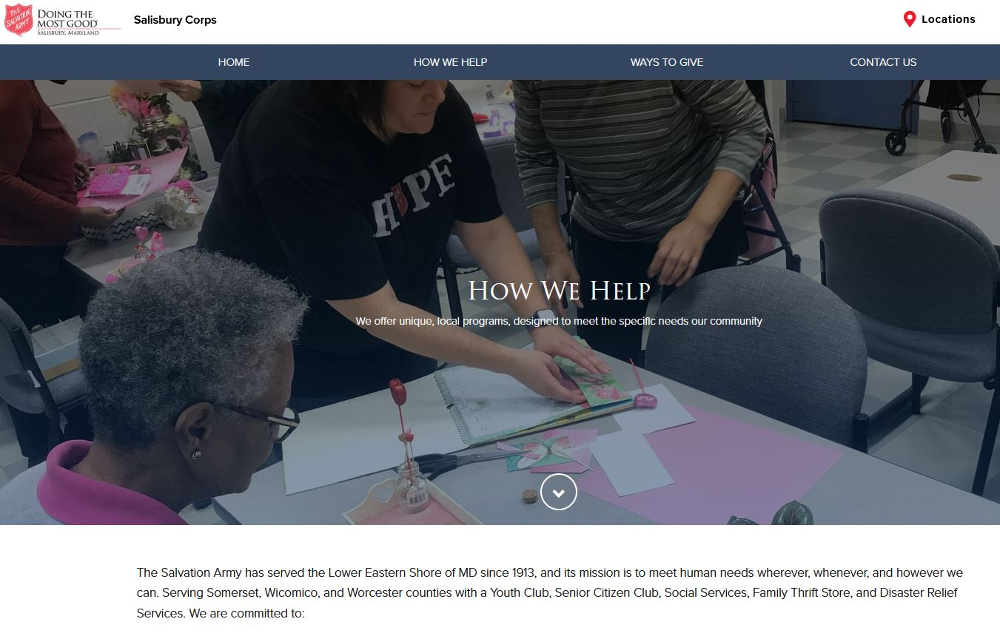 THE
SALVATION
ARMY
DOING THE
MOST GOOD®
SALISBURY, MARYLAND
Salisbury Corps
Locations
HOME
HOW WE HELP
WAYS TO GIVE
CONTACT US
HOPE
HOW WE HELP
We offer unique, local programs, designed to meet the specific needs our community
The Salvation Army has served the Lower Eastern Shore of MD since 1913, and its mission is to meet human needs wherever, whenever, and however we
can. Serving Somerset, Wicomico, and Worcester counties with a Youth Club, Senior Citizen Club, Social Services, Family Thrift Store, and Disaster Relief
Services. We are committed to: